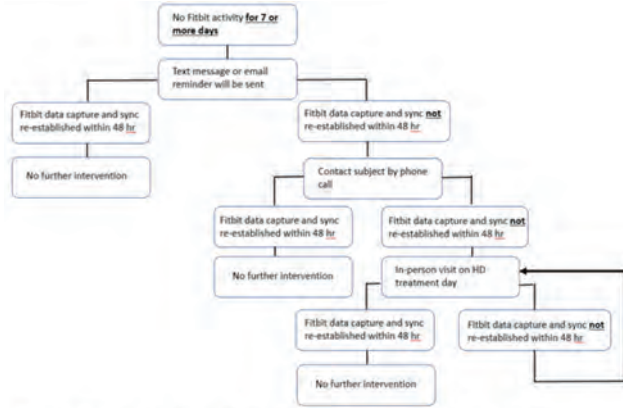 No Fitbit activity for 7 or
more days
Text message or email
reminder will be sent
Fitbit data capture and sync
re-established within 48 hr
Fitbit data capture and sync not
re-established within 48 hr
No further intervention
Contact subject by phone
call
Fitbit data capture and sync
re-established within 48 hr
Fitbit data capture and sync not
re-established within 48 hr
No further intervention
In-person visit on HD
treatment day
Fitbit data capture and sync
re-established within 48 hr
Fitbit data capture and sync not
re-established within 48 hr
No further intervention